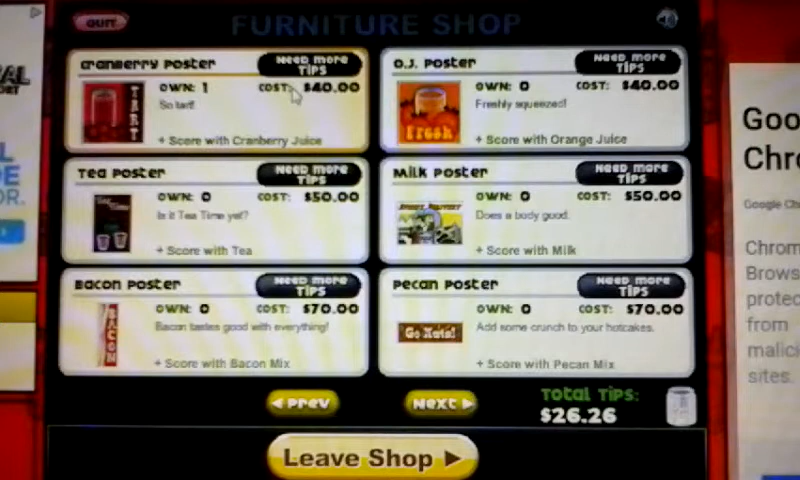 QUIT
FURNITURE SHOP
Cranberry Poster
Need more Tips
OWN: 1
COST: $40.00
So tart!
TART
+ Score with Cranberry Juice
O.J. Poster
Need more Tips
OWN: 0
COST: $40.00
Freshly squeezed!
Fresh
+ Score with Orange Juice
Tea Poster
Need more Tips
OWN: 0
COST: $50.00
Is it Tea Time yet?
+ Score with Tea
Milk Poster
Need more Tips
OWN: 0
COST: $50.00
Does a body good.
+ Score with Milk
Bacon Poster
Need more Tips
OWN: 0
COST: $70.00
Bacon tastes good with everything!
BACON
+ Score with Bacon Mix
Pecan Poster
Need more Tips
OWN: 0
COST: $70.00
Add some crunch to your hotcakes.
Go Nuts!
+ Score with Pecan Mix
Prev
Next
Total Tips:
$26.26
Leave Shop
Goo
Chro
Google Ch
Chrom
Brows
protec
from
malici
sites.